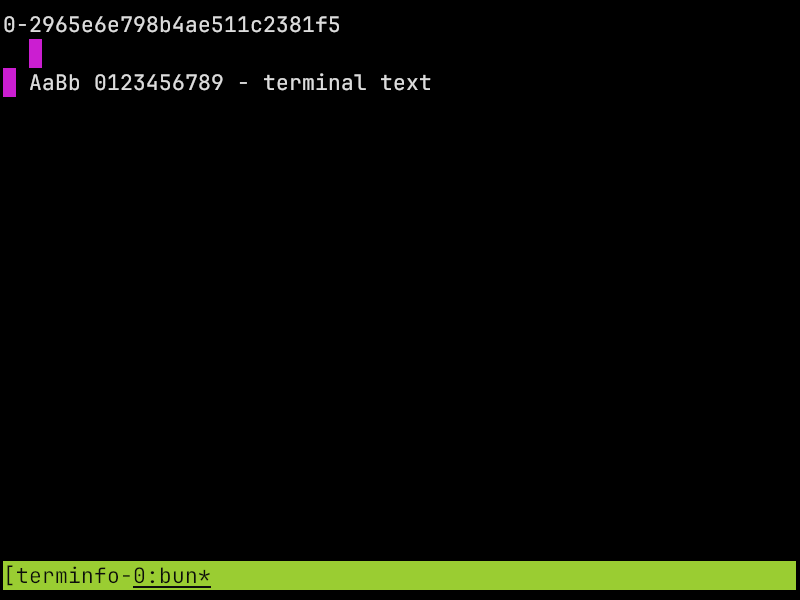 0-2965e6e798b4ae511c2381f5
AaBb 0123456789 - terminal text
[terminfo-0:bun*